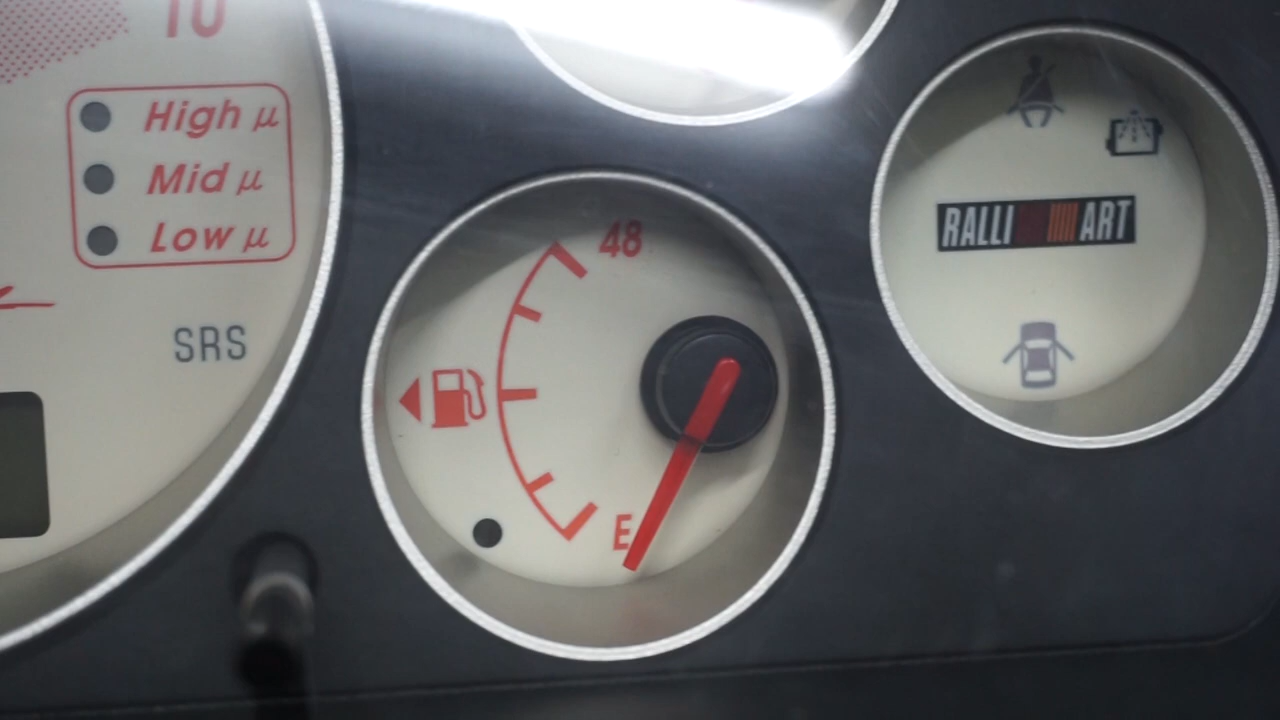 10
High μ
Mid μ
Low μ
SRS
48
E
RALLI ART